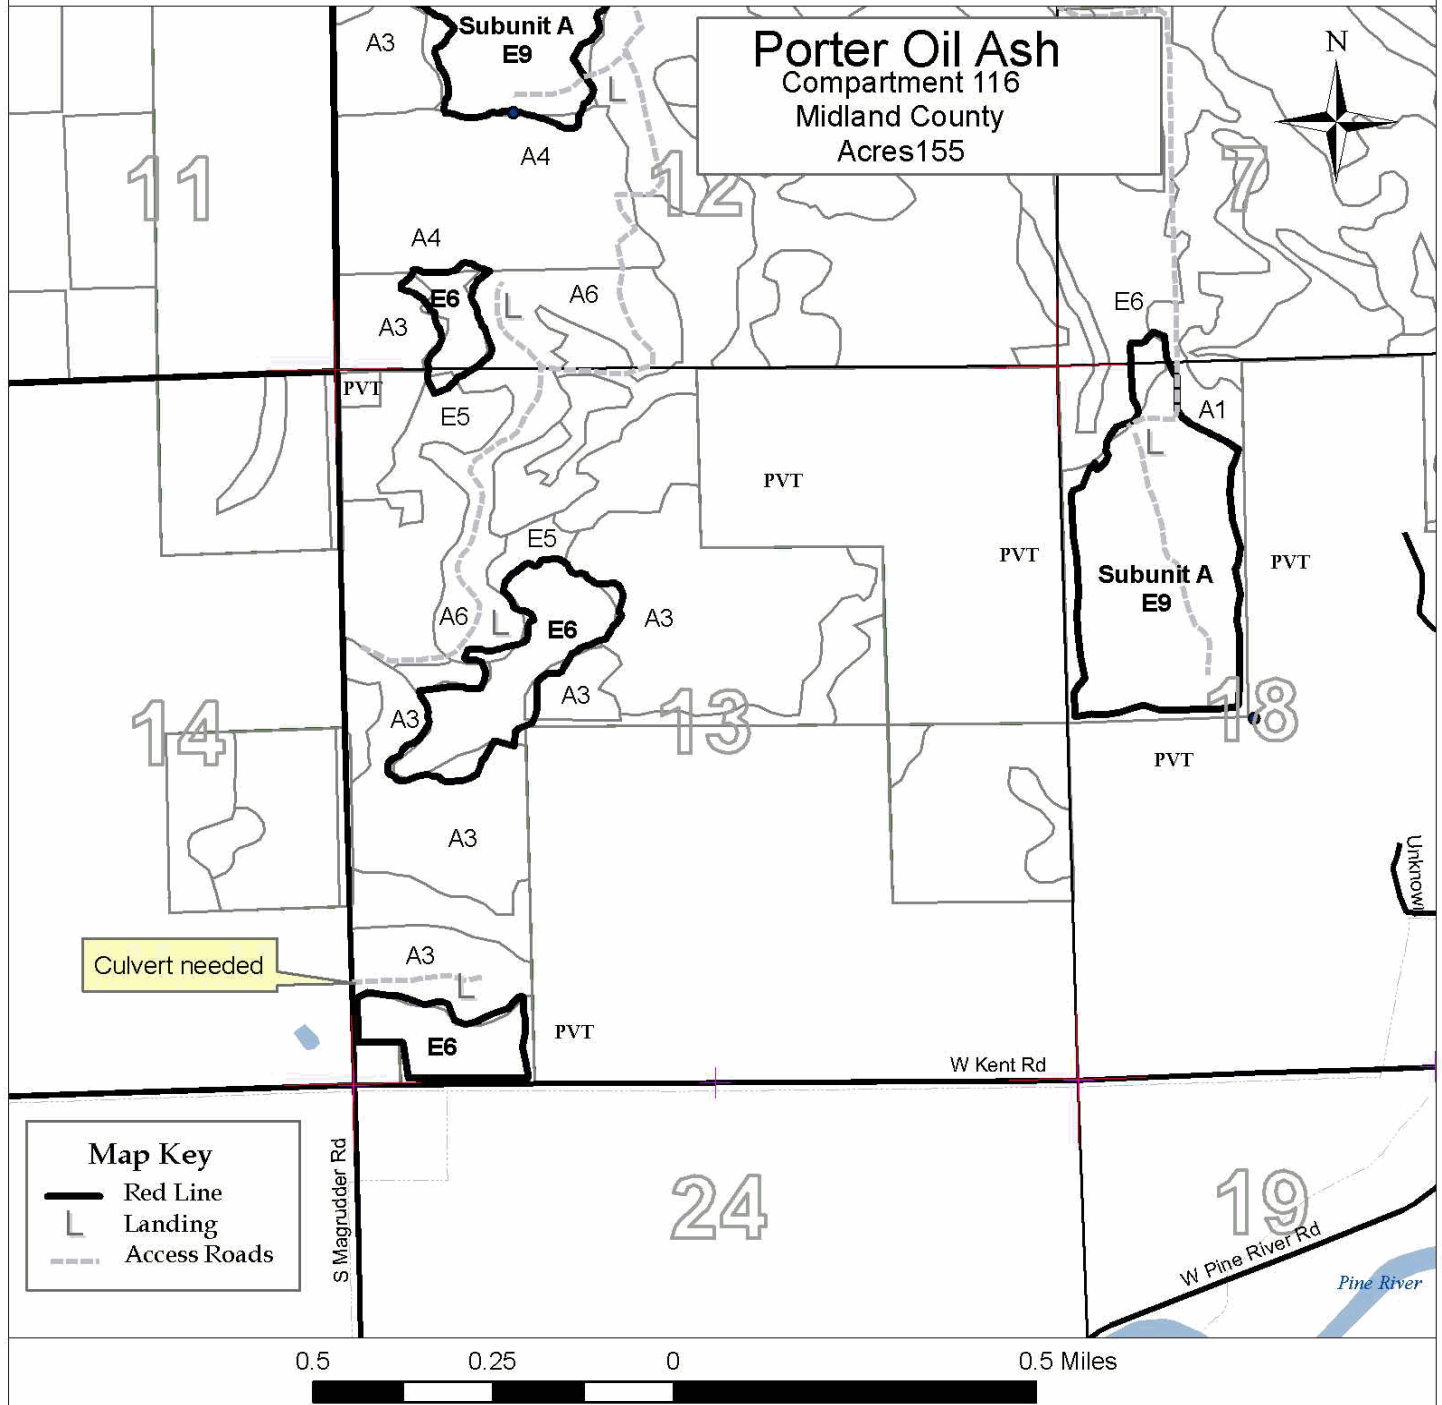 Subunit A
E9
A3
L
A4
Porter Oil Ash
Compartment 116
Midland County
Acres155
N
11
12
7
A4
E6
L
A6
A3
E6
PVT
E5
A1
L
PVT
E5
PVT
Subunit A
E9
PVT
A6
L
E6
A3
A3
A3
14
13
18
PVT
A3
Unknow
Culvert needed
A3
L
E6
PVT
W Kent Rd
Map Key
Red Line
L Landing
Access Roads
S Magrudder Rd
24
19
W Pine River Rd
Pine River
0.5 0.25 0 0.5 Miles